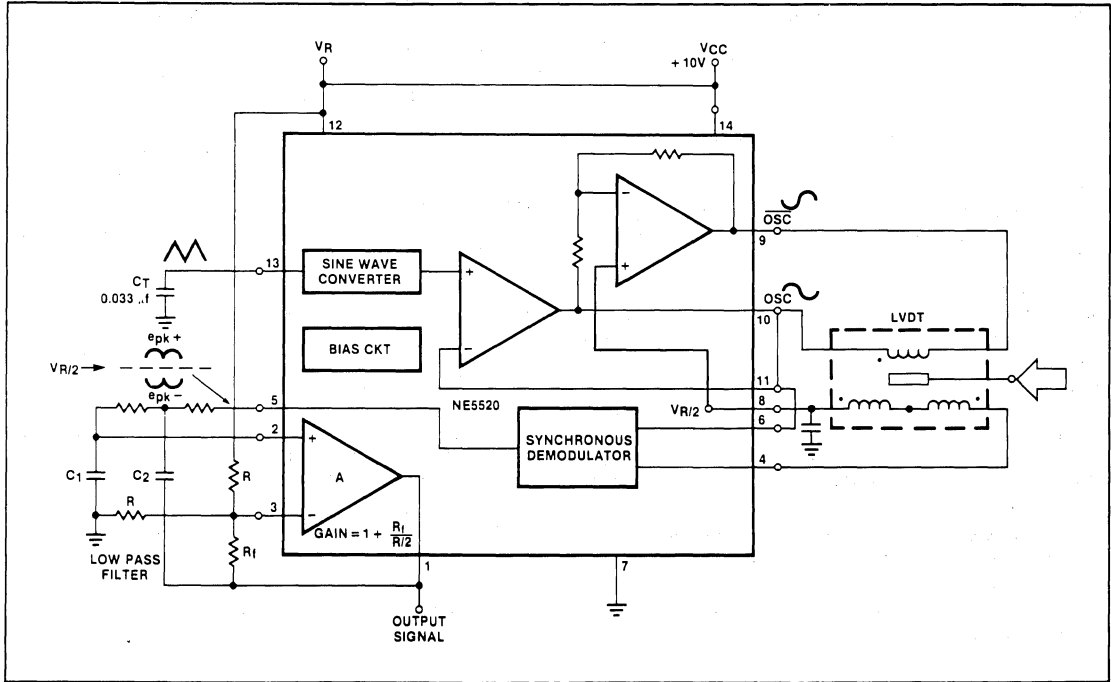 VR
VCC
+ 10V
12
14
OSC
9
13
SINE WAVE
CONVERTER
+
−
−
+
CT
0.033 ,,f
OSC
10
LVDT
BIAS CKT
epk +
VR/2
epk −
11
5
NE5520
VR/2
8
6
2
SYNCHRONOUS
DEMODULATOR
4
+
A
−
C1
C2
R
R
3
GAIN = 1 + Rf
R/2
Rf
LOW PASS
FILTER
1
7
OUTPUT
SIGNAL